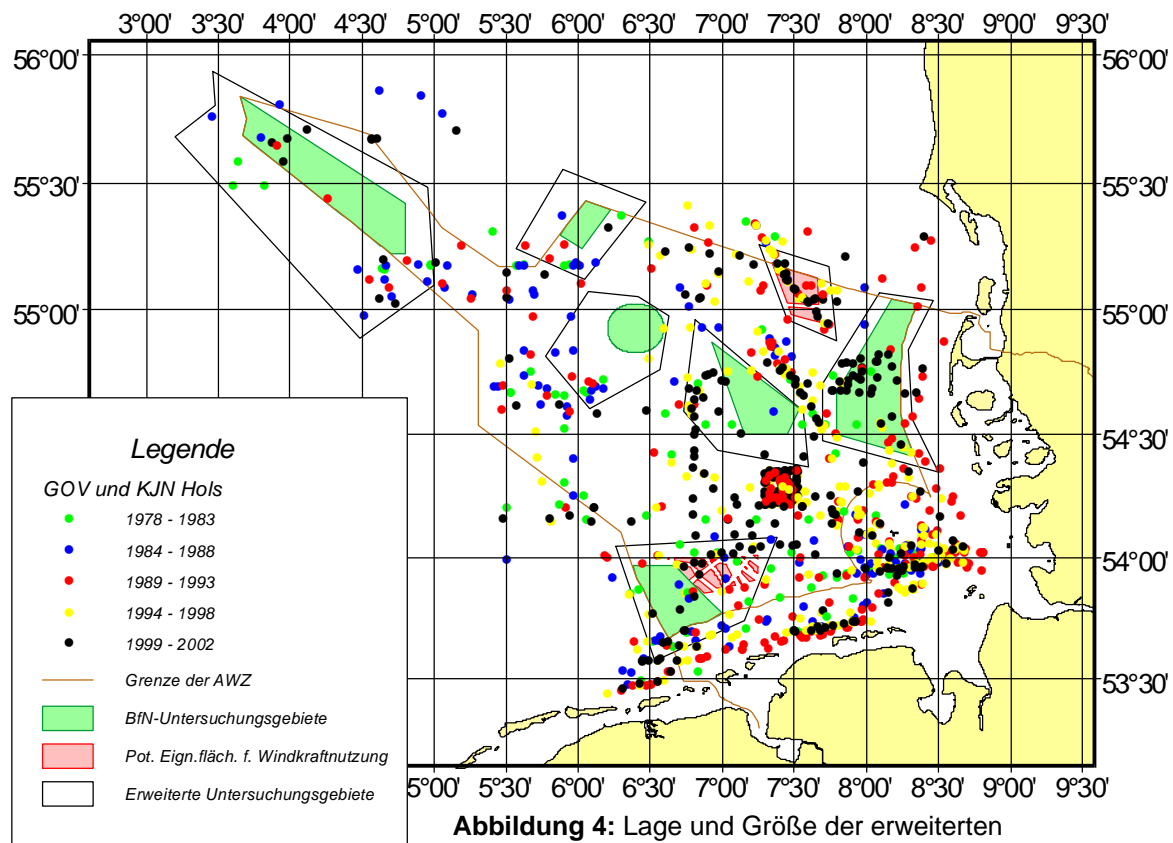 3°00' 3°30' 4°00' 4°30' 5°00' 5°30' 6°00' 6°30' 7°00' 7°30' 8°00' 8°30' 9°00' 9°30'
56°00' 56°00'
55°30' 55°30'
55°00' 55°00'
54°30' 54°30'
54°00' 54°00'
53°30' 53°30'
Legende
GOV und KJN Hols
1978 - 1983
1984 - 1988
1989 - 1993
1994 - 1998
1999 - 2002
Grenze der AWZ
BfN-Untersuchungsgebiete
Pot. Eign.fläch. f. Windkraftnutzung
Erweiterte Untersuchungsgebiete
5°00' 5°30' 6°00' 6°30' 7°00' 7°30' 8°00' 8°30' 9°00' 9°30'
Abbildung 4: Lage und Größe der erweiterten